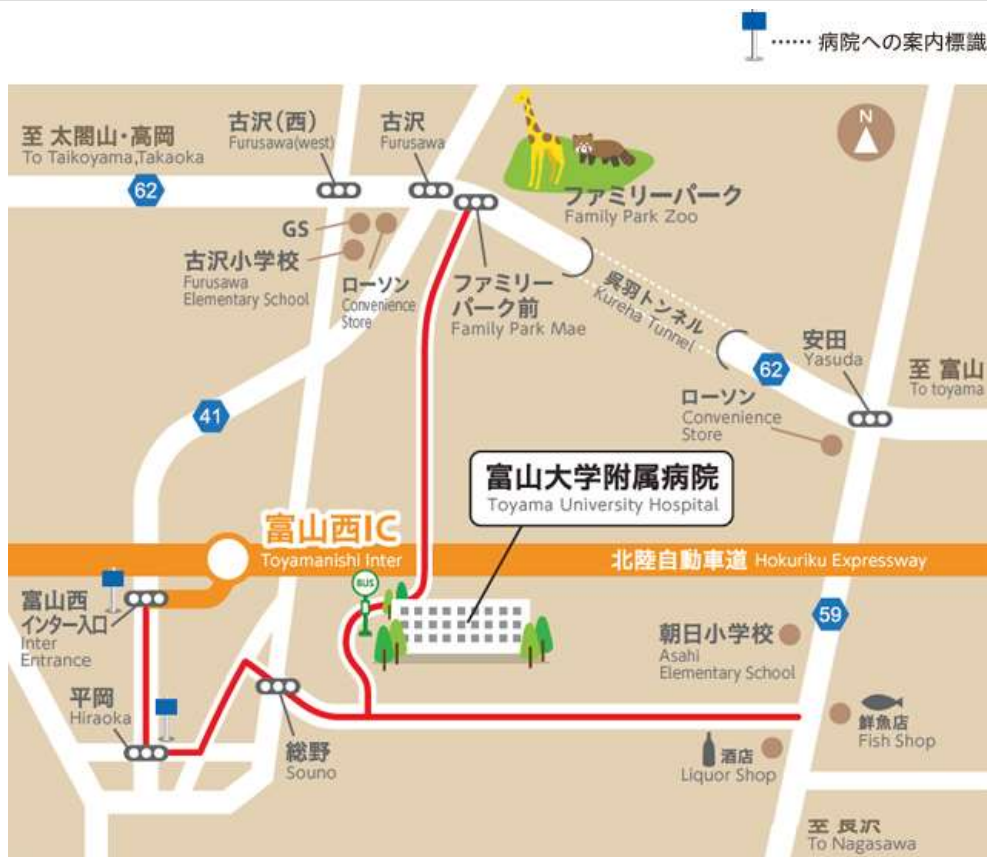 …… 病院への案内標識
至 太閤山・高岡
To Taikoyama,Takaoka
62
古沢(西)
Furusawa(west)
古沢
Furusawa
N
ファミリーパーク
Family Park Zoo
GS
古沢小学校
Furusawa
Elementary School
ローソン
Convenience
Store
ファミリー
パーク前
Family Park Mae
呉羽トンネル
Kureha Tunnel
62
安田
Yasuda
至 富山
To toyama
ローソン
Convenience
Store
41
富山大学附属病院
Toyama University Hospital
富山西IC
Toyamanishi Inter
北陸自動車道 Hokuriku Expressway
BUS
富山西
インター入口
Inter
Entrance
59
朝日小学校
Asahi
Elementary School
平岡
Hiraoka
総野
Souno
鮮魚店
Fish Shop
酒店
Liquor Shop
至 長沢
To Nagasawa